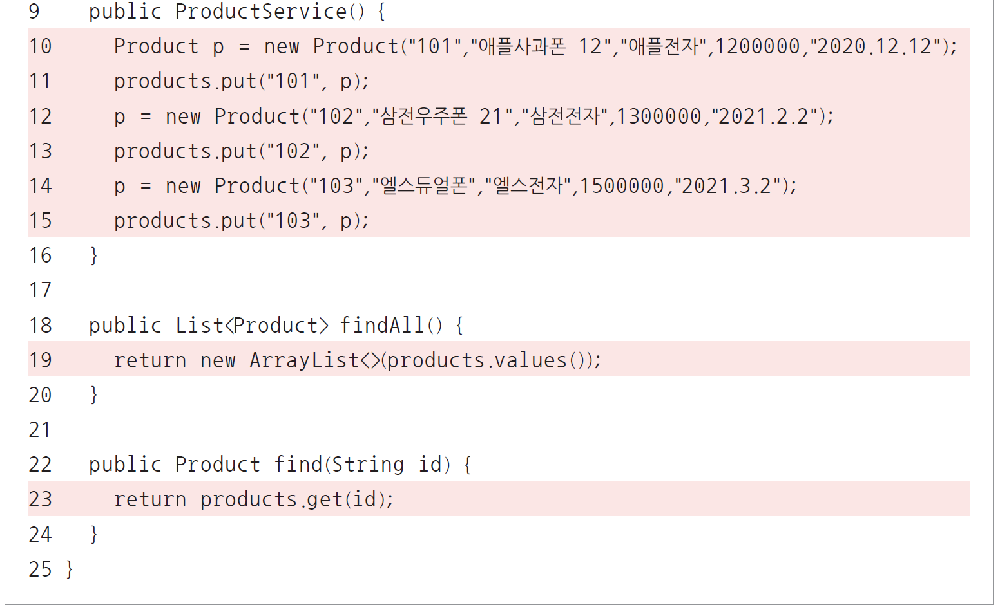 9 public ProductService() {
10 Product p = new Product("101","애플사과폰 12","애플전자",1200000,"2020.12.12");
11 products.put("101", p);
12 p = new Product("102","삼전우주폰 21","삼전전자",1300000,"2021.2.2");
13 products.put("102", p);
14 p = new Product("103","엘스듀얼폰","엘스전자",1500000,"2021.3.2");
15 products.put("103", p);
16 }
17
18 public List<Product> findAll() {
19 return new ArrayList<>(products.values());
20 }
21
22 public Product find(String id) {
23 return products.get(id);
24 }
25 }